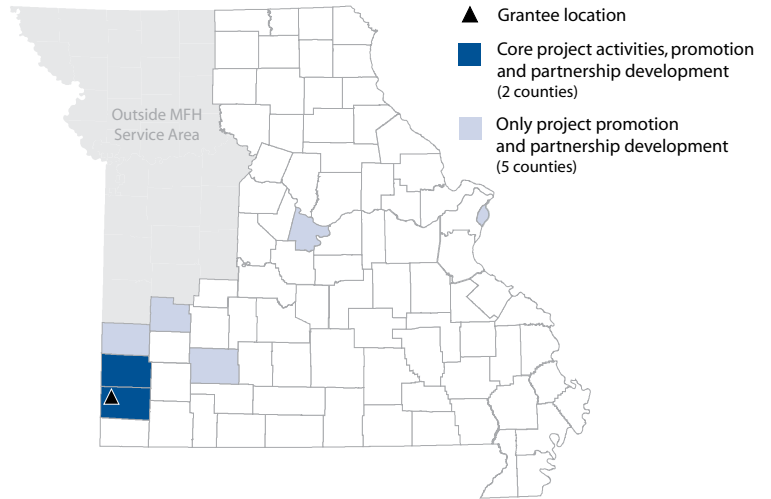 Grantee location
Core project activities, promotion
and partnership development
(2 counties)
Only project promotion
and partnership development
(5 counties)
Outside MFH
Service Area